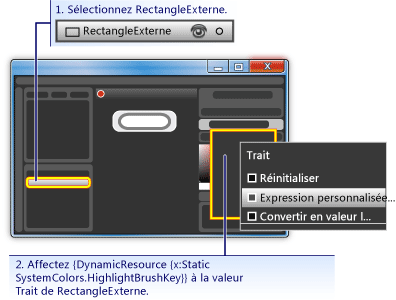 1. Sélectionnez RectangleExterne.
RectangleExterne
X
Trait
Réinitialiser
Expression personnalisée...
Convertir en valeur l...
2. Affectez {DynamicResource {x:Static
SystemColors.HighlightBrushKey}} à la valeur
Trait de RectangleExterne.